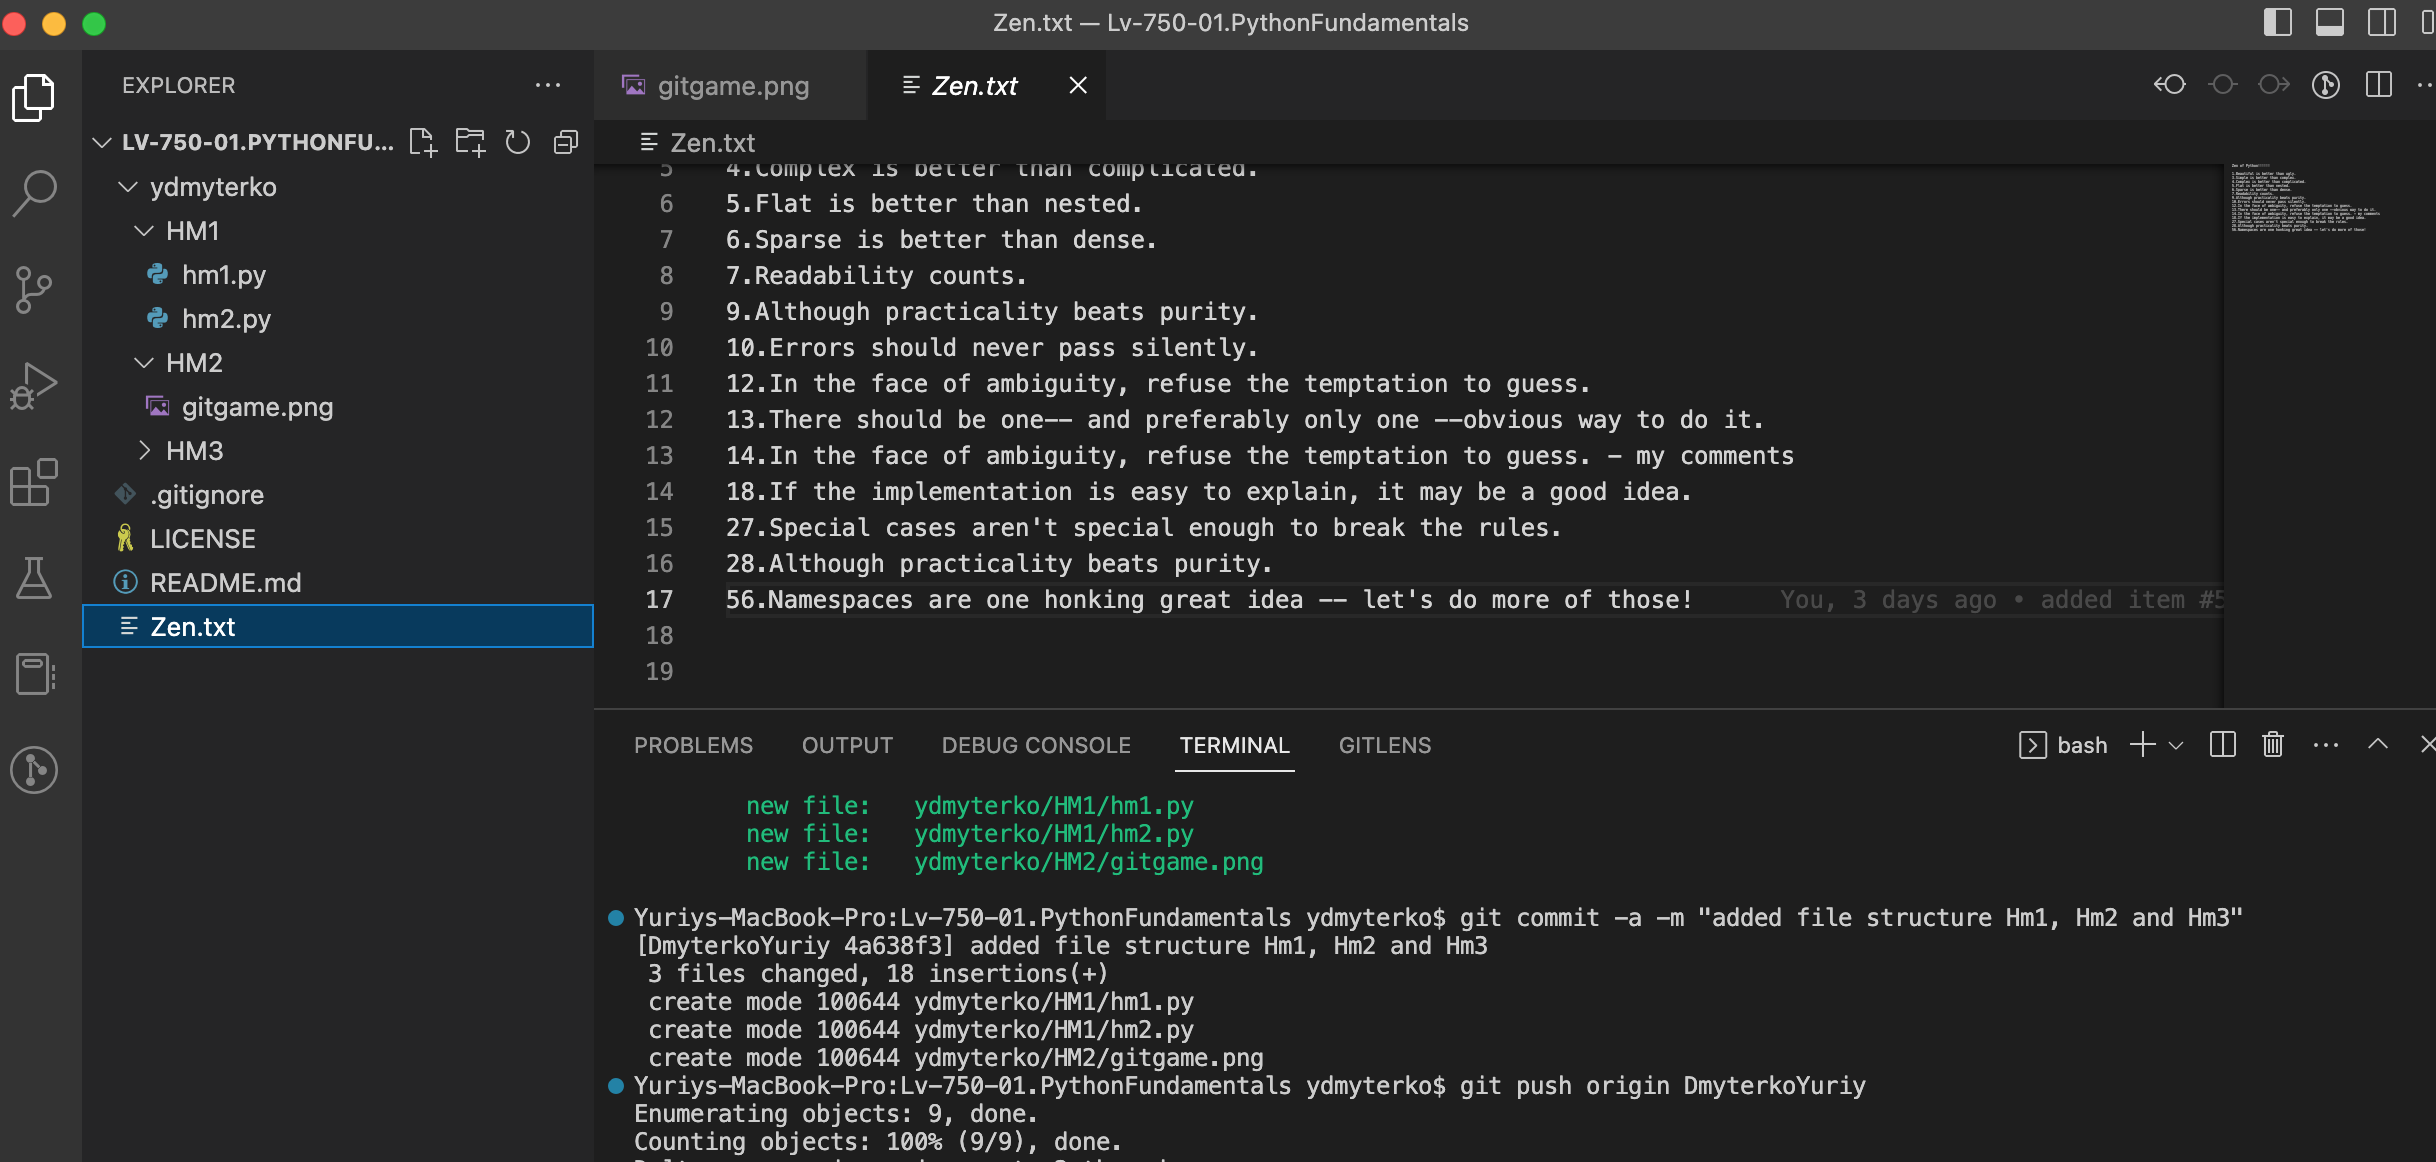 Zen.txt — Lv-750-01.PythonFundamentals
EXPLORER
LV-750-01.PYTHONFU...
ydmyterko
HM1
hm1.py
hm2.py
HM2
gitgame.png
HM3
.gitignore
LICENSE
README.md
Zen.txt
gitgame.png
Zen.txt
Zen.txt
5 4.Complex is better than complicated.
6 5.Flat is better than nested.
7 6.Sparse is better than dense.
8 7.Readability counts.
9 9.Although practicality beats purity.
10 10.Errors should never pass silently.
11 12.In the face of ambiguity, refuse the temptation to guess.
12 13.There should be one-- and preferably only one --obvious way to do it.
13 14.In the face of ambiguity, refuse the temptation to guess. - my comments
14 18.If the implementation is easy to explain, it may be a good idea.
15 27.Special cases aren't special enough to break the rules.
16 28.Although practicality beats purity.
17 56.Namespaces are one honking great idea -- let's do more of those! You, 3 days ago • added item #5
18
19
PROBLEMS OUTPUT DEBUG CONSOLE TERMINAL GITLENS
bash
new file: ydmyterko/HM1/hm1.py
new file: ydmyterko/HM1/hm2.py
new file: ydmyterko/HM2/gitgame.png
Yuriys-MacBook-Pro:Lv-750-01.PythonFundamentals ydmyterko$ git commit -a -m "added file structure Hm1, Hm2 and Hm3"
[DmyterkoYuriy 4a638f3] added file structure Hm1, Hm2 and Hm3
3 files changed, 18 insertions(+)
create mode 100644 ydmyterko/HM1/hm1.py
create mode 100644 ydmyterko/HM1/hm2.py
create mode 100644 ydmyterko/HM2/gitgame.png
Yuriys-MacBook-Pro:Lv-750-01.PythonFundamentals ydmyterko$ git push origin DmyterkoYuriy
Enumerating objects: 9, done.
Counting objects: 100% (9/9), done.